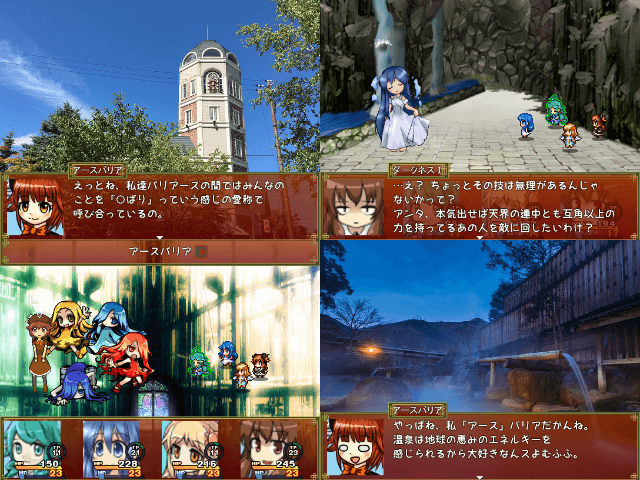 アースバリア
えっとね、私達バリアーズの間ではみんなの
ことを「〇ばり」っていう感じの愛称で
呼び合っているの。
アースバリア
ダークネス1
…え? ちょっとその技は無理があるんじゃ
ないかって?
アンタ、本気出せば天界の連中とも互角以上の
力を持ってるあの人を敵に回したいわけ?
HP 150
23
HP 228
23
HP 216
23
HP 245
23
アースバリア
やっぱね、私「アース」バリアだかんね。
温泉は地球の恵みのエネルギーを
感じられるから大好きなんスよむふふ。